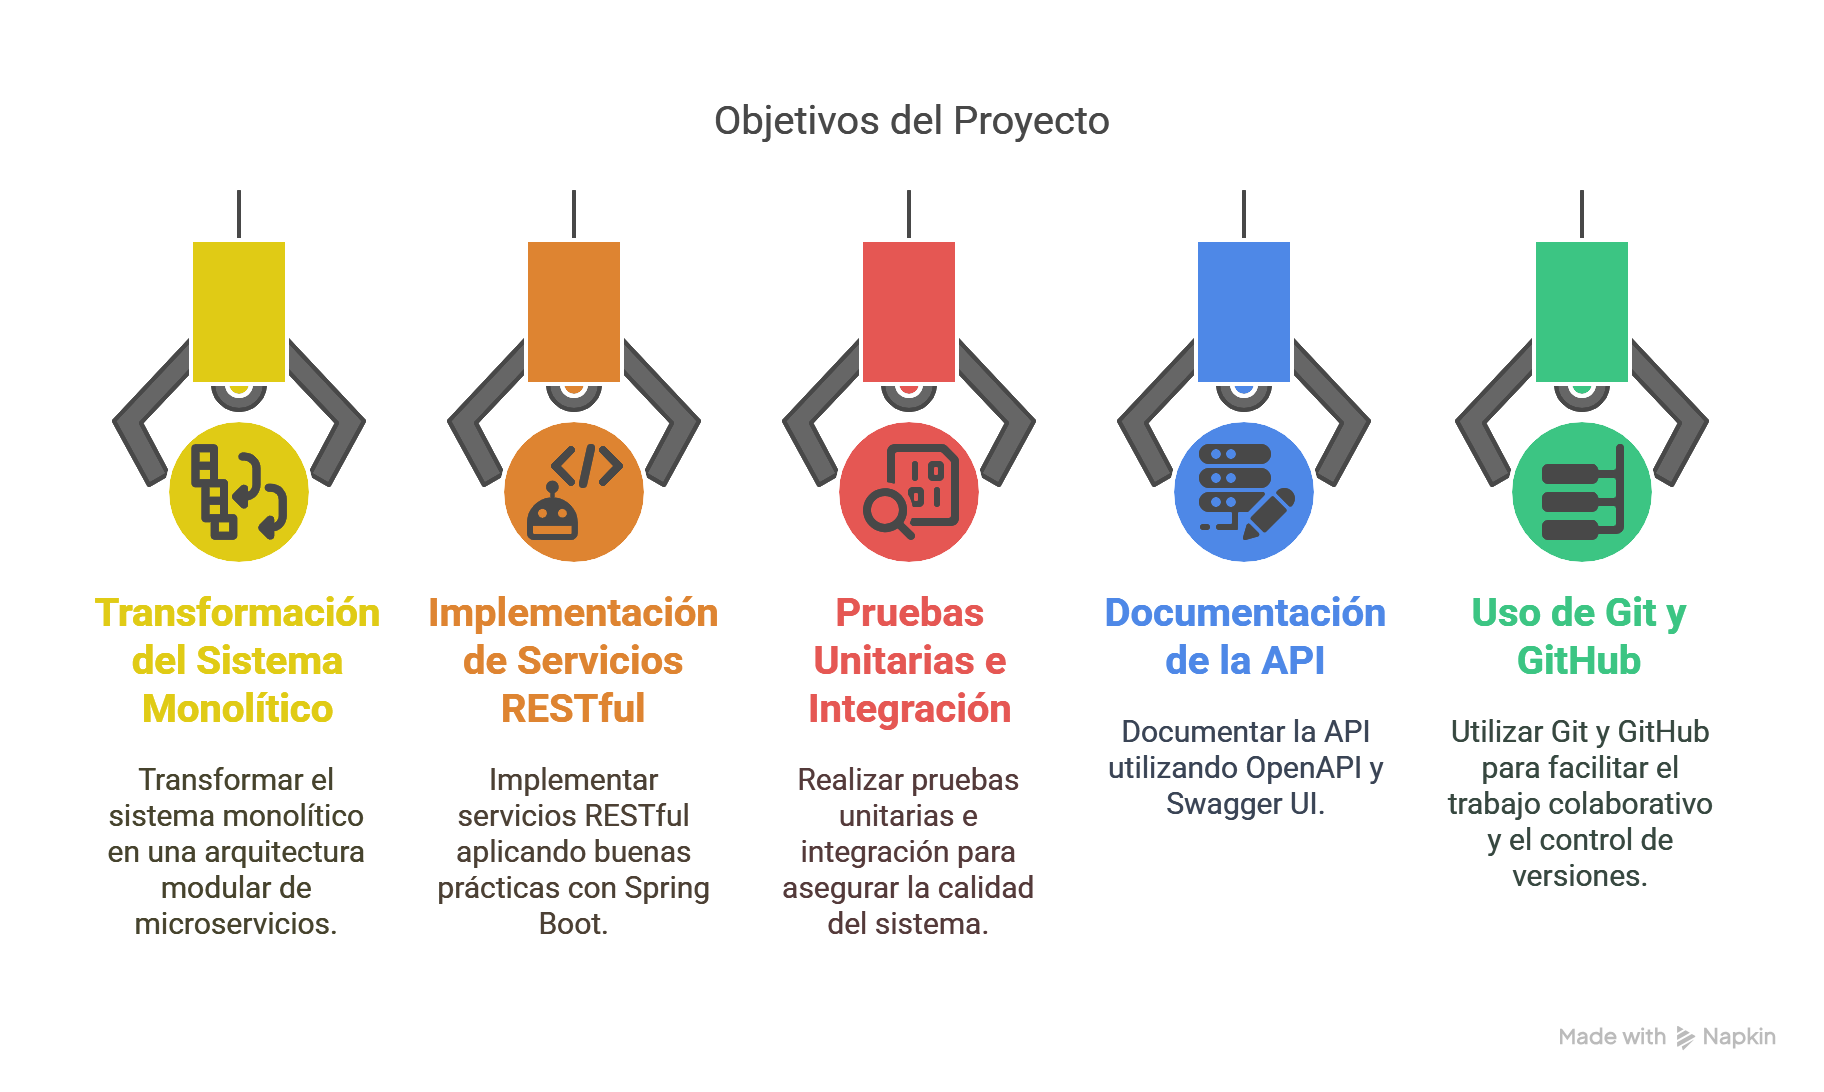 Objetivos del Proyecto
Transformación
del Sistema
Monolítico
Transformar el
sistema monolítico
en una arquitectura
modular de
microservicios.
Implementación
de Servicios
RESTful
Implementar
servicios RESTful
aplicando buenas
prácticas con Spring
Boot.
Pruebas
Unitarias e
Integración
Realizar pruebas
unitarias e
integración para
asegurar la calidad
del sistema.
Documentación
de la API
Documentar la API
utilizando OpenAPI y
Swagger UI.
Uso de Git y
GitHub
Utilizar Git y GitHub
para facilitar el
trabajo colaborativo
y el control de
versiones.
Made with Napkin